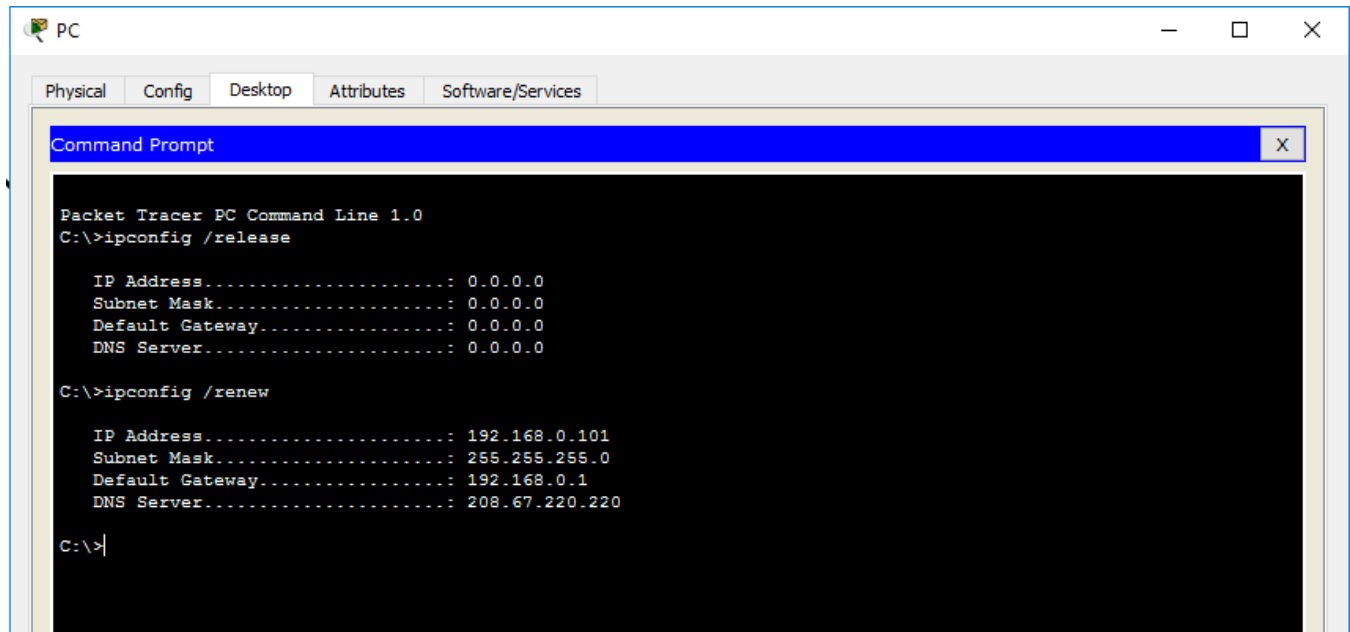 PC
Physical Config Desktop Attributes Software/Services
Command Prompt X
Packet Tracer PC Command Line 1.0
C:\>ipconfig /release
IP Address......................: 0.0.0.0
Subnet Mask.....................: 0.0.0.0
Default Gateway.................: 0.0.0.0
DNS Server......................: 0.0.0.0
C:\>ipconfig /renew
IP Address......................: 192.168.0.101
Subnet Mask.....................: 255.255.255.0
Default Gateway.................: 192.168.0.1
DNS Server......................: 208.67.220.220
C:\>